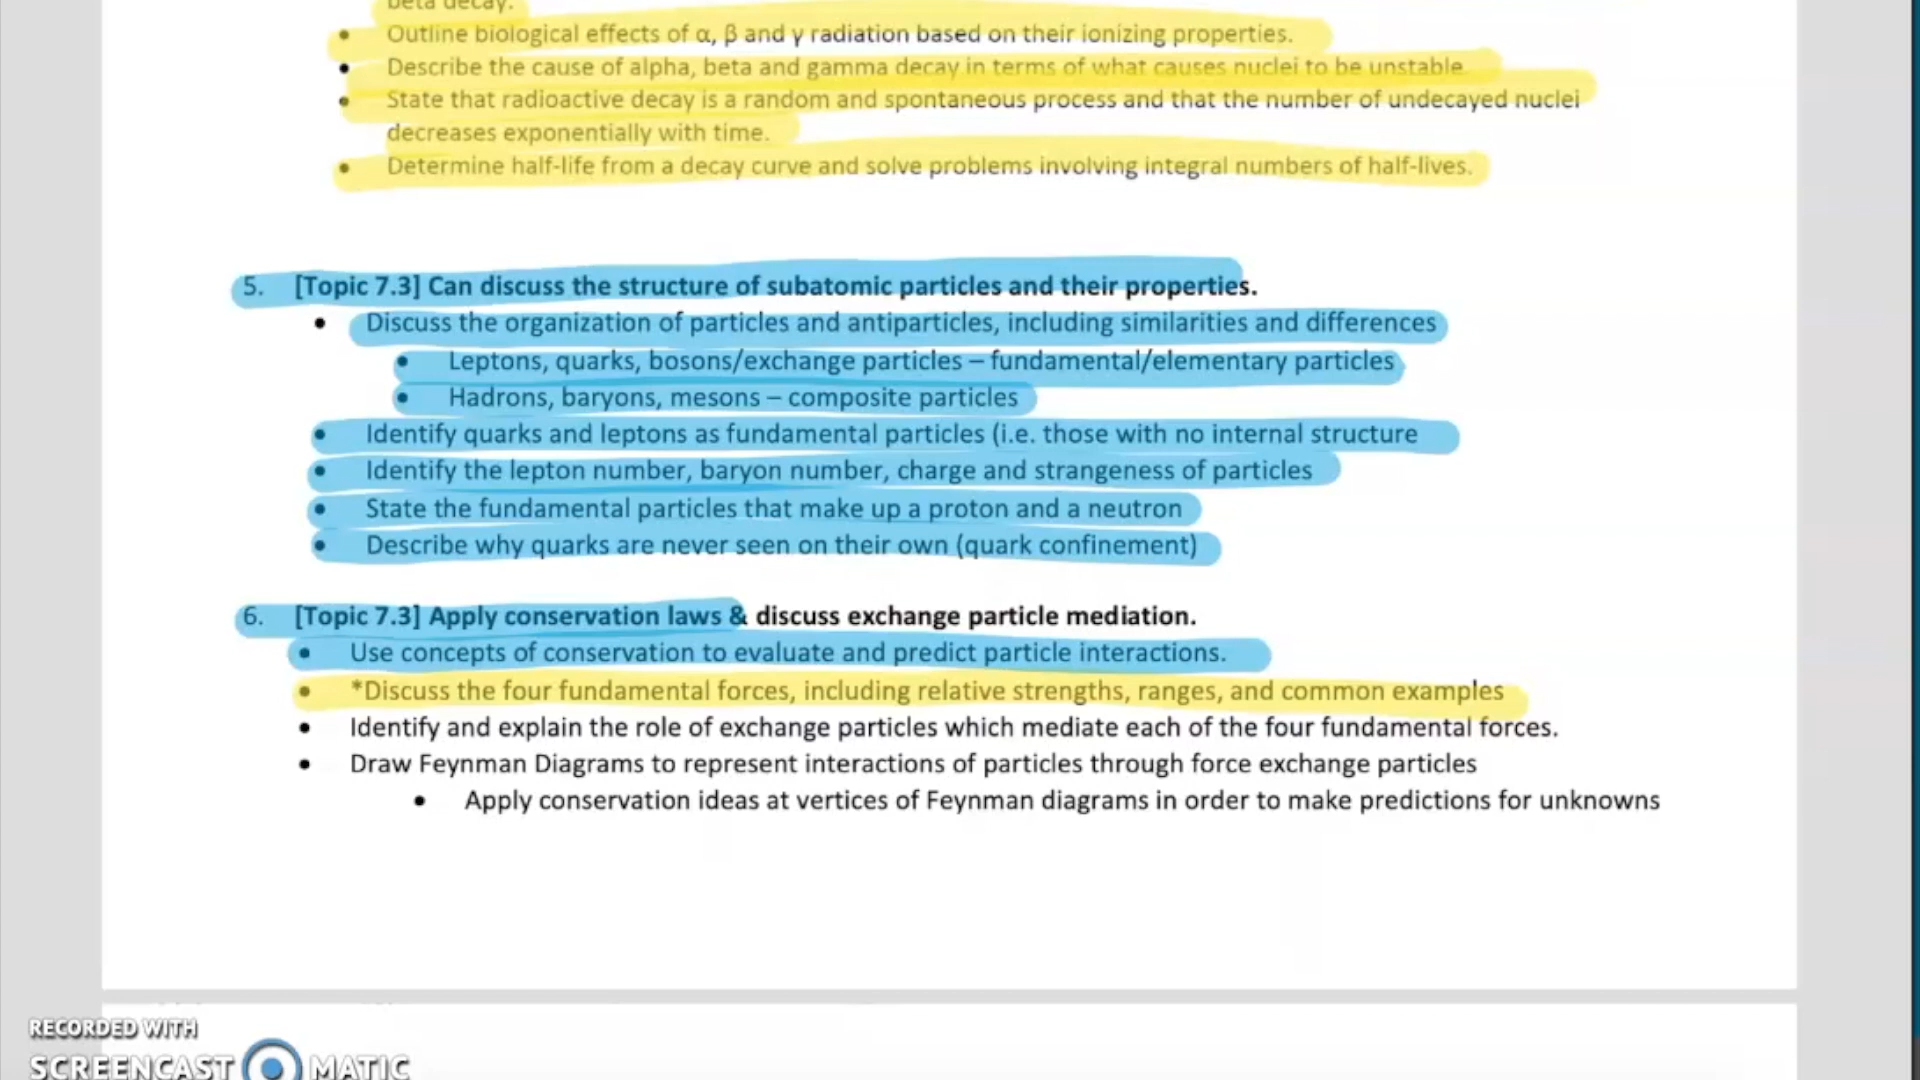 beta decay.
• Outline biological effects of α, β and γ radiation based on their ionizing properties.
• Describe the cause of alpha, beta and gamma decay in terms of what causes nuclei to be unstable.
• State that radioactive decay is a random and spontaneous process and that the number of undecayed nuclei
decreases exponentially with time.
• Determine half-life from a decay curve and solve problems involving integral numbers of half-lives.
5. [Topic 7.3] Can discuss the structure of subatomic particles and their properties.
• Discuss the organization of particles and antiparticles, including similarities and differences
• Leptons, quarks, bosons/exchange particles – fundamental/elementary particles
• Hadrons, baryons, mesons – composite particles
• Identify quarks and leptons as fundamental particles (i.e. those with no internal structure
• Identify the lepton number, baryon number, charge and strangeness of particles
• State the fundamental particles that make up a proton and a neutron
• Describe why quarks are never seen on their own (quark confinement)
6. [Topic 7.3] Apply conservation laws & discuss exchange particle mediation.
• Use concepts of conservation to evaluate and predict particle interactions.
• *Discuss the four fundamental forces, including relative strengths, ranges, and common examples
• Identify and explain the role of exchange particles which mediate each of the four fundamental forces.
• Draw Feynman Diagrams to represent interactions of particles through force exchange particles
• Apply conservation ideas at vertices of Feynman diagrams in order to make predictions for unknowns
RECORDED WITH
SCREENCAST MATIC